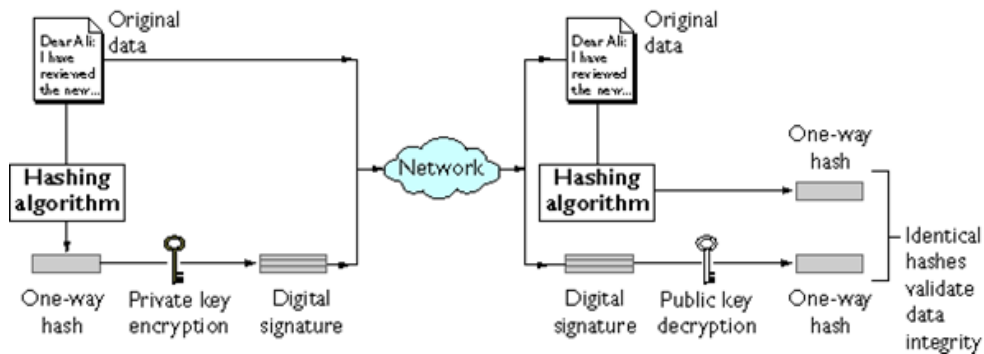 Original
data
Dear Ali:
I have
reviewed
the new...
Hashing
algorithm
One-way
hash
Private key
encryption
Digital
signature
Network
Original
data
Dear Ali:
I have
reviewed
the new...
Hashing
algorithm
One-way
hash
Digital
signature
Public key
decryption
One-way
hash
Identical
hashes
validate
data
integrity